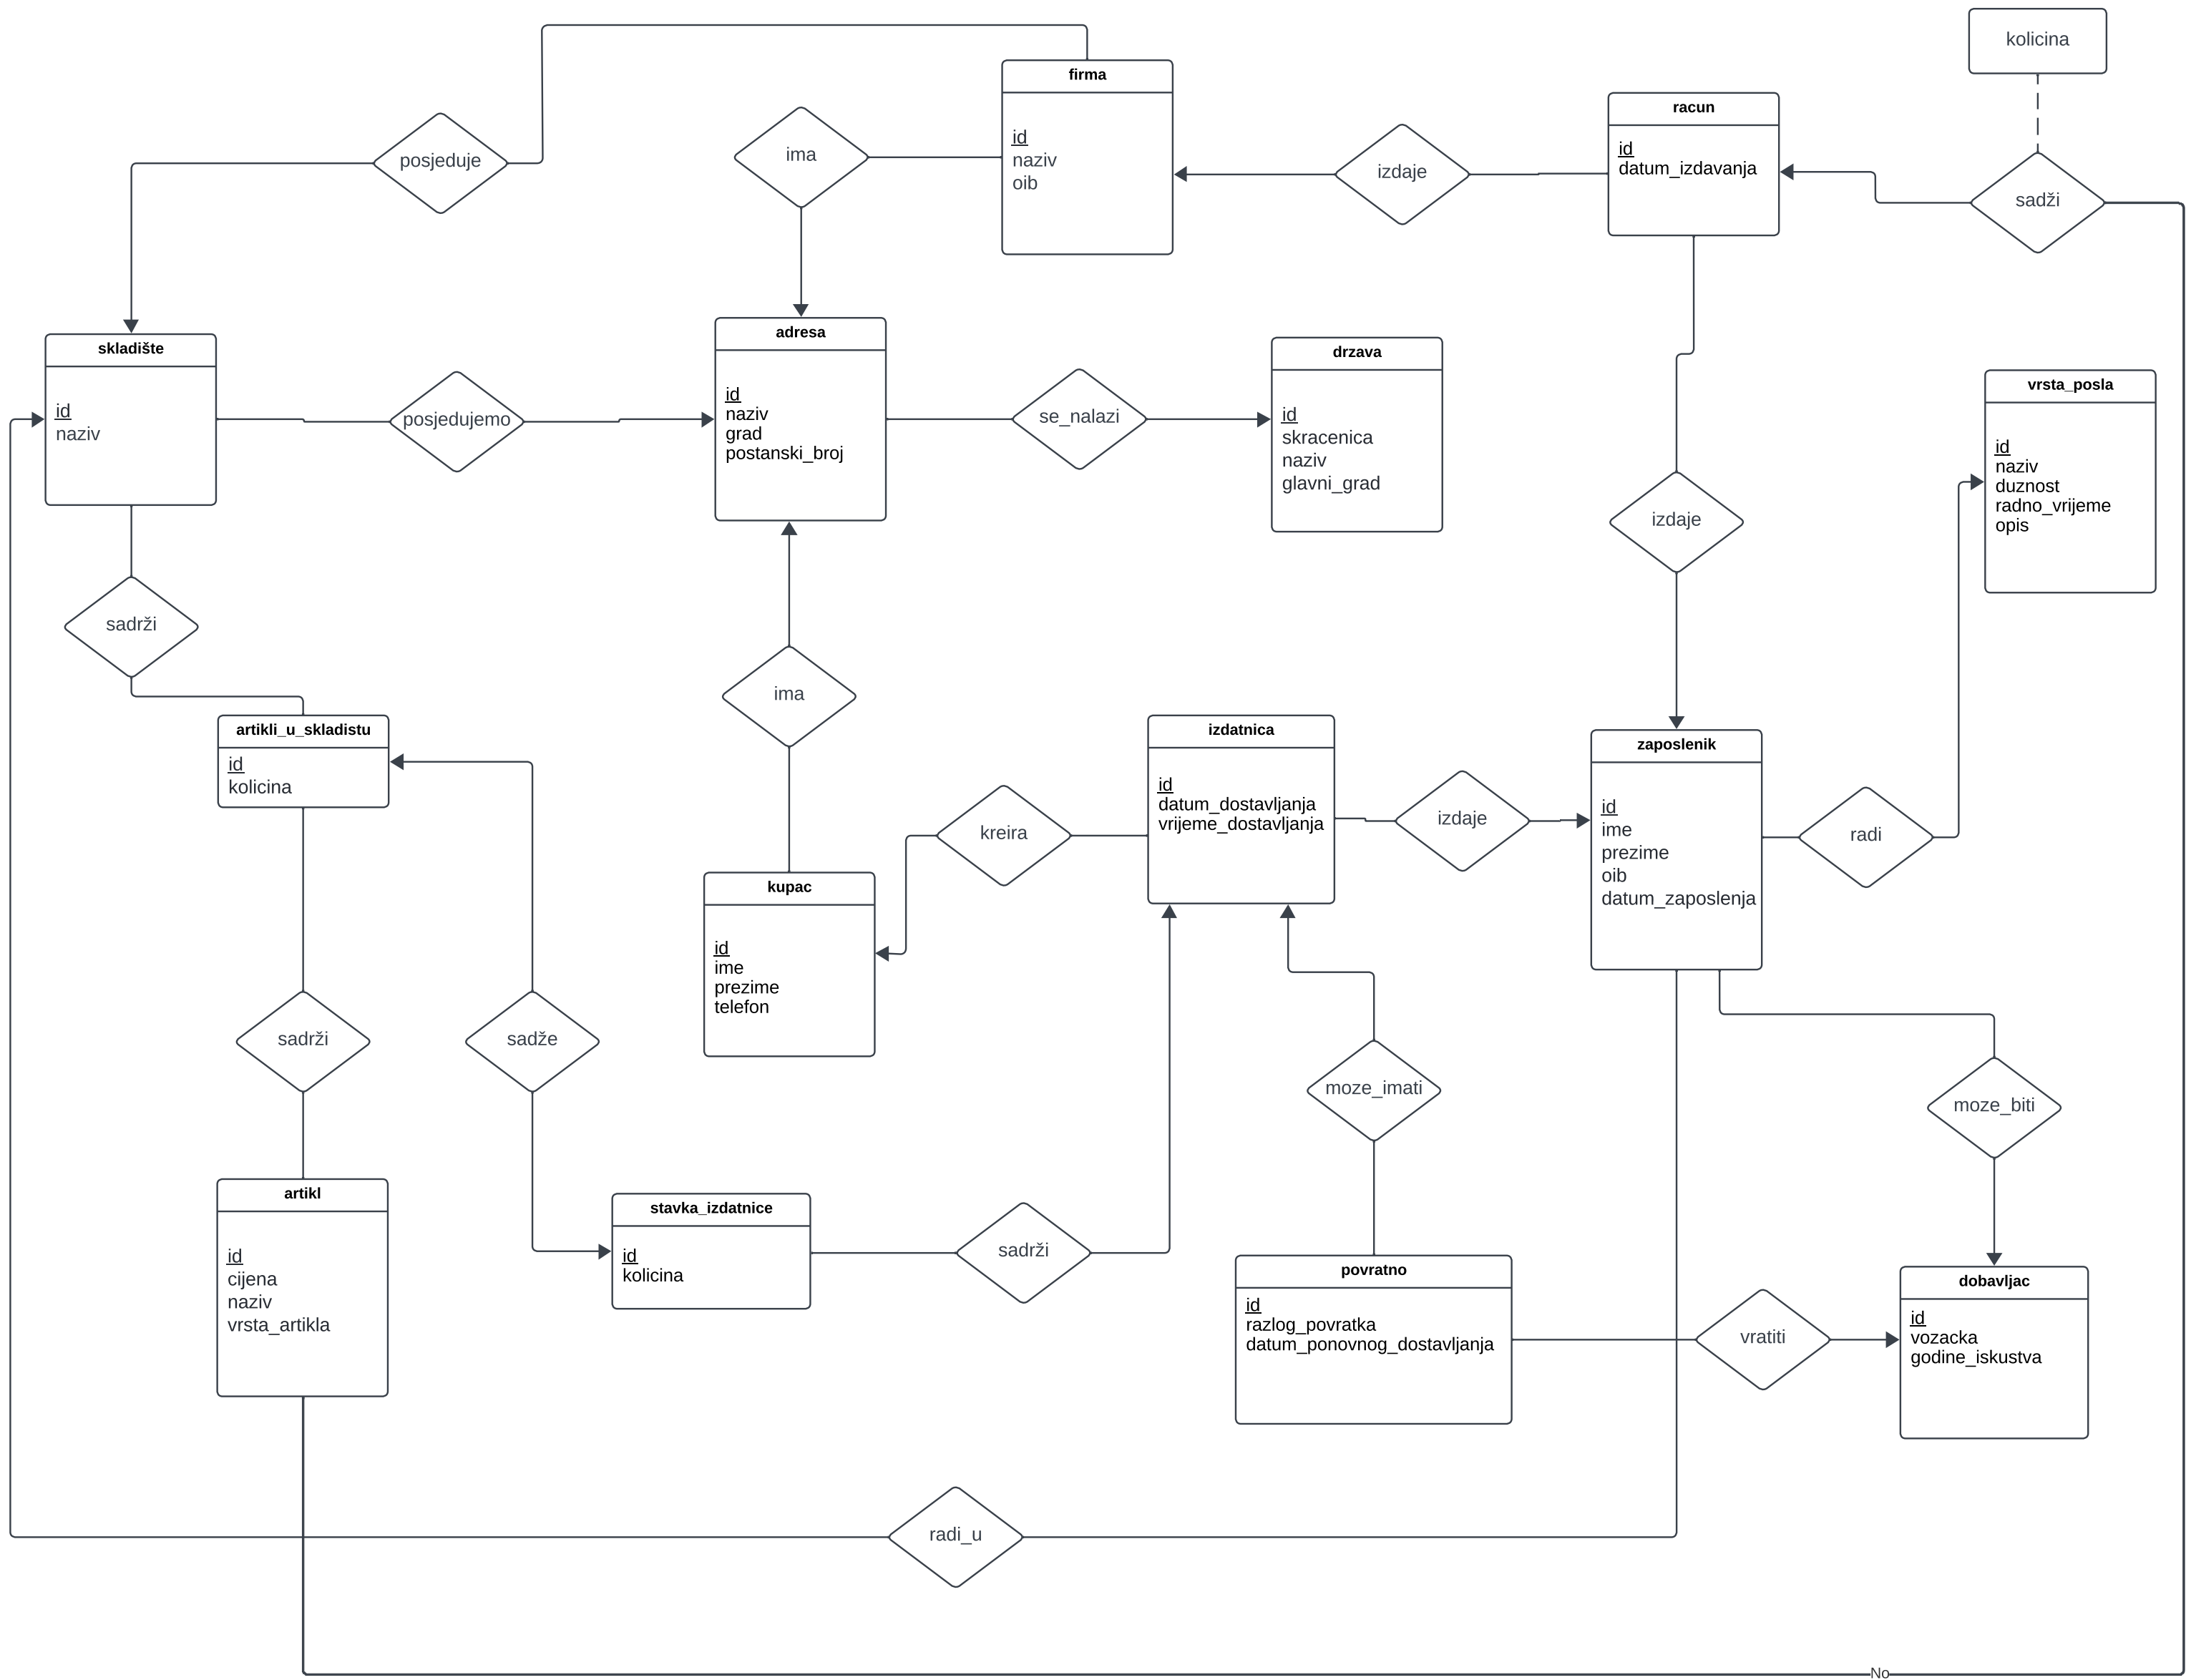 kolicina
firma
id
naziv
oib
racun
id
datum_izdavanja
posjeduje
ima
izdaje
sadži
skladište
id
naziv
posjedujemo
adresa
id
naziv
grad
postanski_broj
se_nalazi
drzava
id
skracenica
naziv
glavni_grad
vrsta_posla
id
naziv
duznost
radno_vrijeme
opis
izdaje
sadrži
ima
artikli_u_skladistu
id
kolicina
izdatnica
id
datum_dostavljanja
vrijeme_dostavljanja
kreira
izdaje
zaposlenik
id
ime
prezime
oib
datum_zaposlenja
radi
kupac
id
ime
prezime
telefon
sadrži
sadže
moze_imati
moze_biti
artikl
id
cijena
naziv
vrsta_artikla
stavka_izdatnice
id
kolicina
sadrži
povratno
id
razlog_povratka
datum_ponovnog_dostavljanja
vratiti
dobavljac
id
vozacka
godine_iskustva
radi_u
No